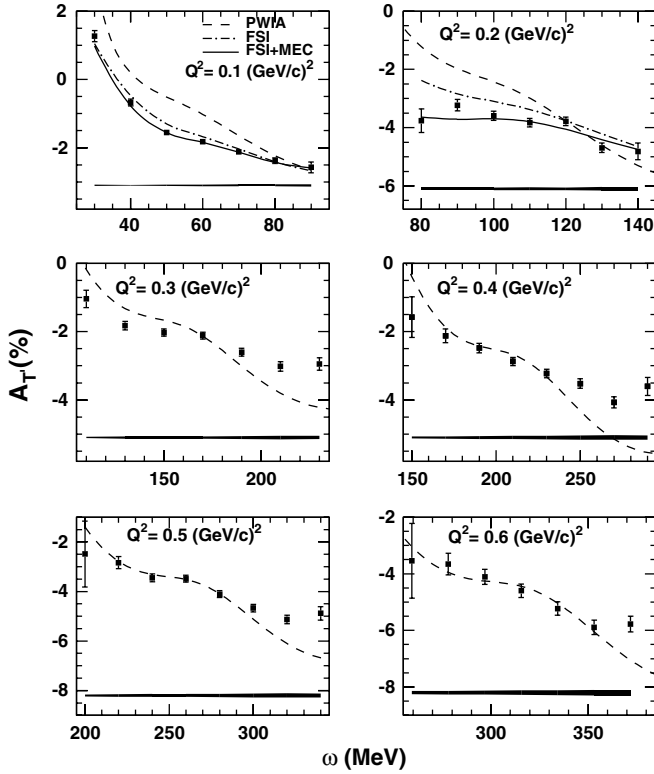 PWIA
FSI
FSI+MEC
Q² = 0.1 (GeV/c)²
2
0
-2
40 60 80
Q² = 0.2 (GeV/c)²
0
-2
-4
-6
80 100 120 140
Q² = 0.3 (GeV/c)²
0
-2
-4
150 200
Q² = 0.4 (GeV/c)²
0
-2
-4
150 200 250
A_T'(%)
Q² = 0.5 (GeV/c)²
0
-2
-4
-6
-8
200 250 300
Q² = 0.6 (GeV/c)²
-2
-4
-6
-8
300 350
ω (MeV)